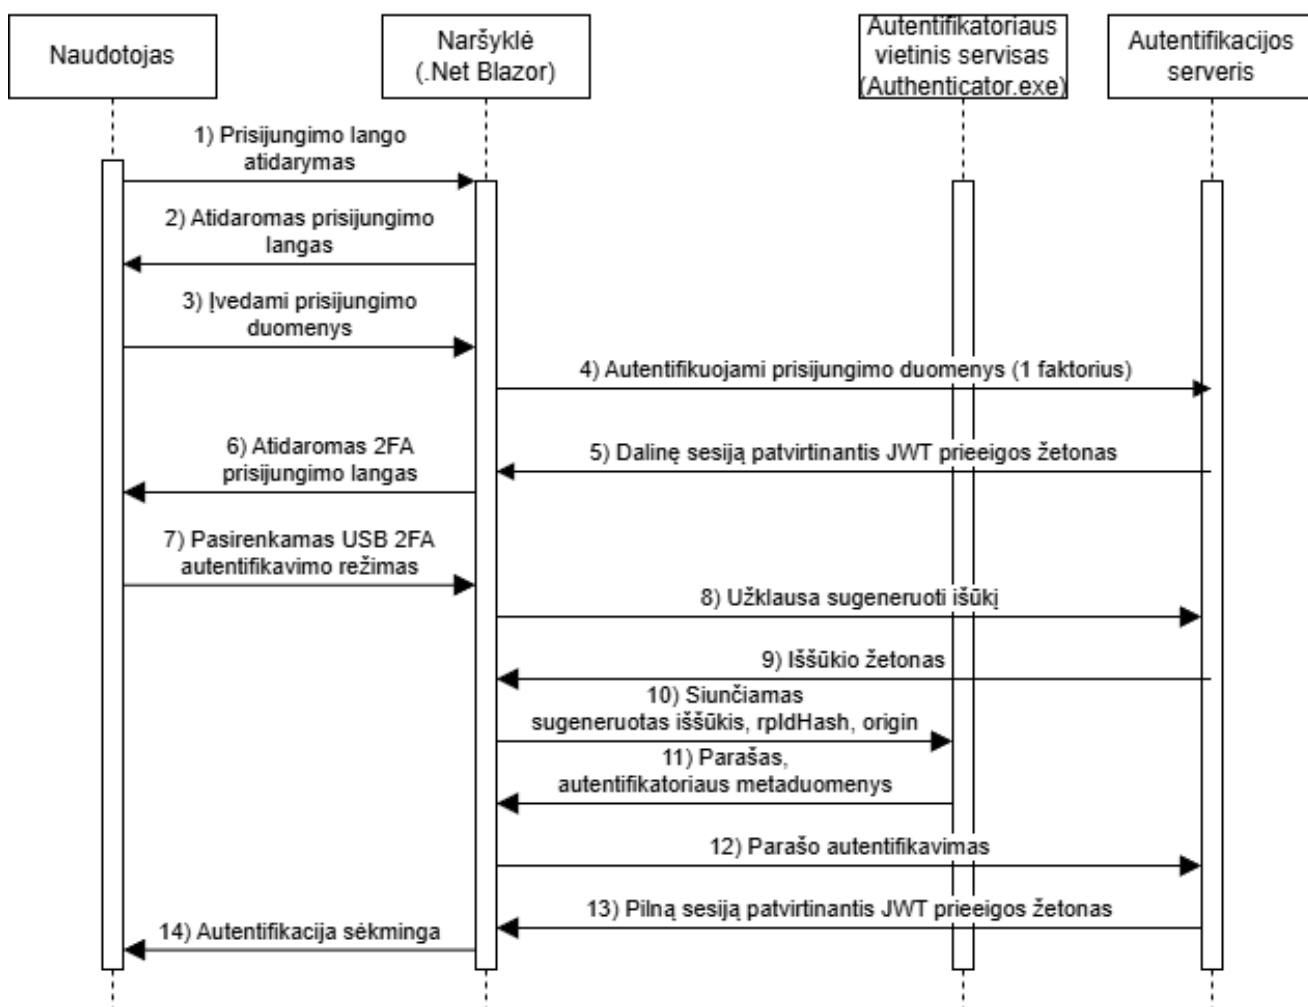 Naudotojas
Naršyklė
(.Net Blazor)
Autentifikatoriaus
vietinis servisas
(Authenticator.exe)
Autentifikacijos
serveris
1) Prisijungimo lango
atidarymas
2) Atidaromas prisijungimo
langas
3) Įvedami prisijungimo
duomenys
4) Autentifikuojami prisijungimo duomenys (1 faktorius)
5) Dalinę sesiją patvirtinantis JWT prieeigos žetonas
6) Atidaromas 2FA
prisijungimo langas
7) Pasirenkamas USB 2FA
autentifikavimo režimas
8) Užklausa sugeneruoti išūkį
9) Iššūkio žetonas
10) Siunčiamas
sugeneruotas iššūkis, rpIdHash, origin
11) Parašas,
autentifikatoriaus metaduomenys
12) Parašo autentifikavimas
13) Pilną sesiją patvirtinantis JWT prieeigos žetonas
14) Autentifikacija sėkminga